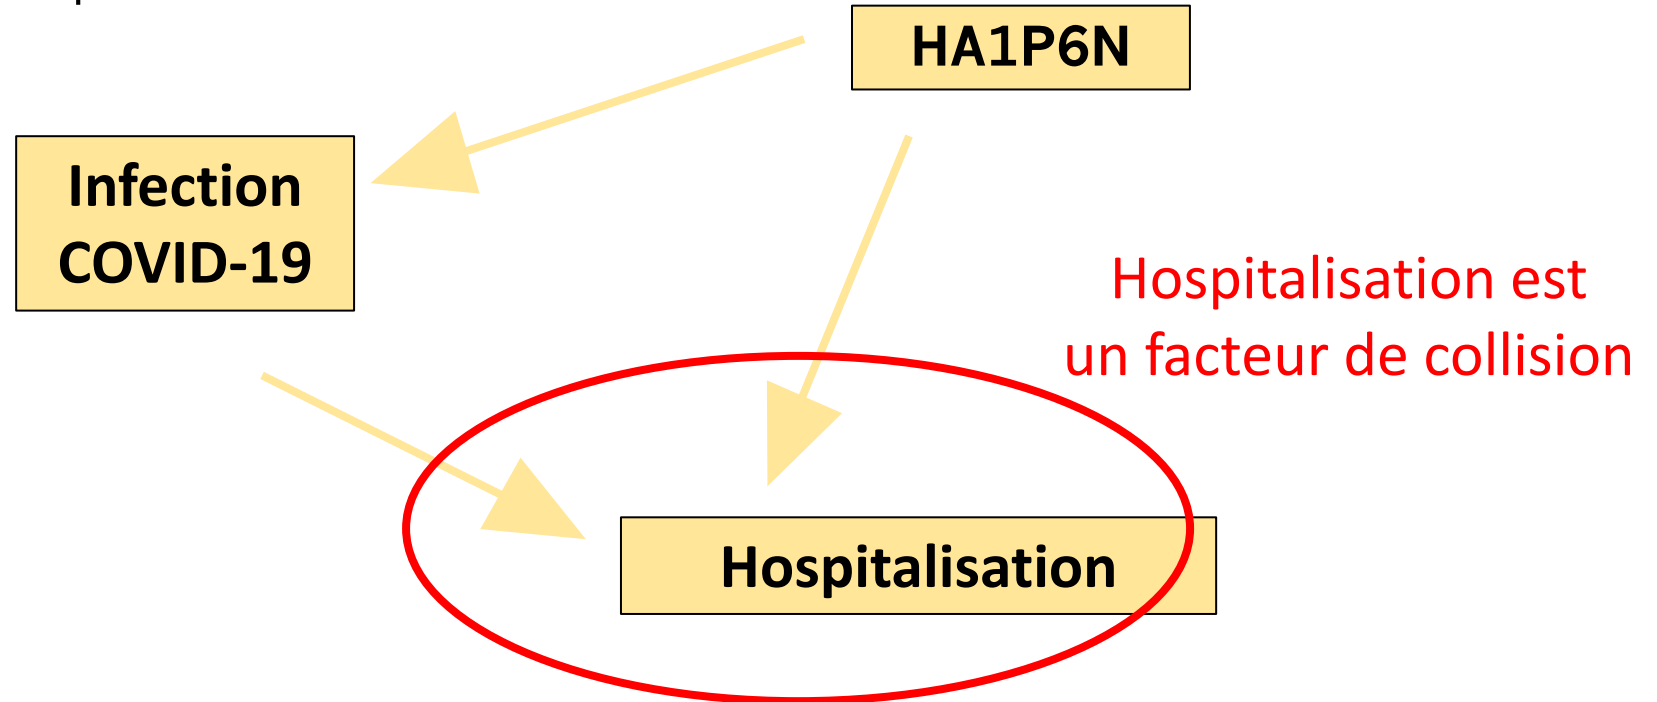 HA1P6N
Infection
COVID-19
Hospitalisation est
un facteur de collision
Hospitalisation